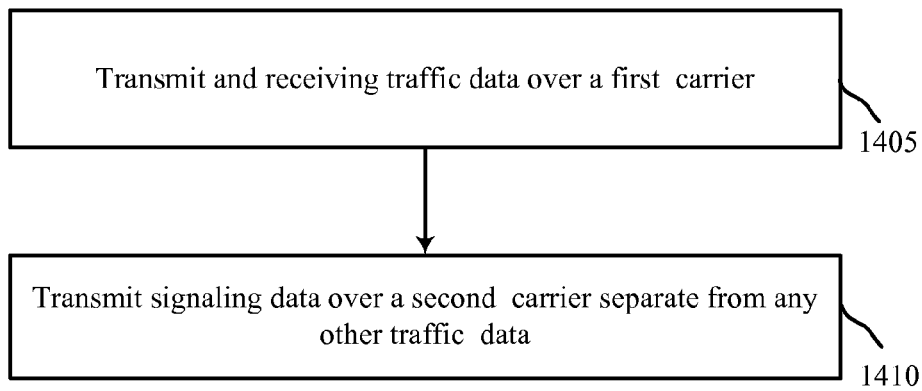 Transmit and receiving traffic data over a first carrier
1405
Transmit signaling data over a second carrier separate from any
other traffic data
1410